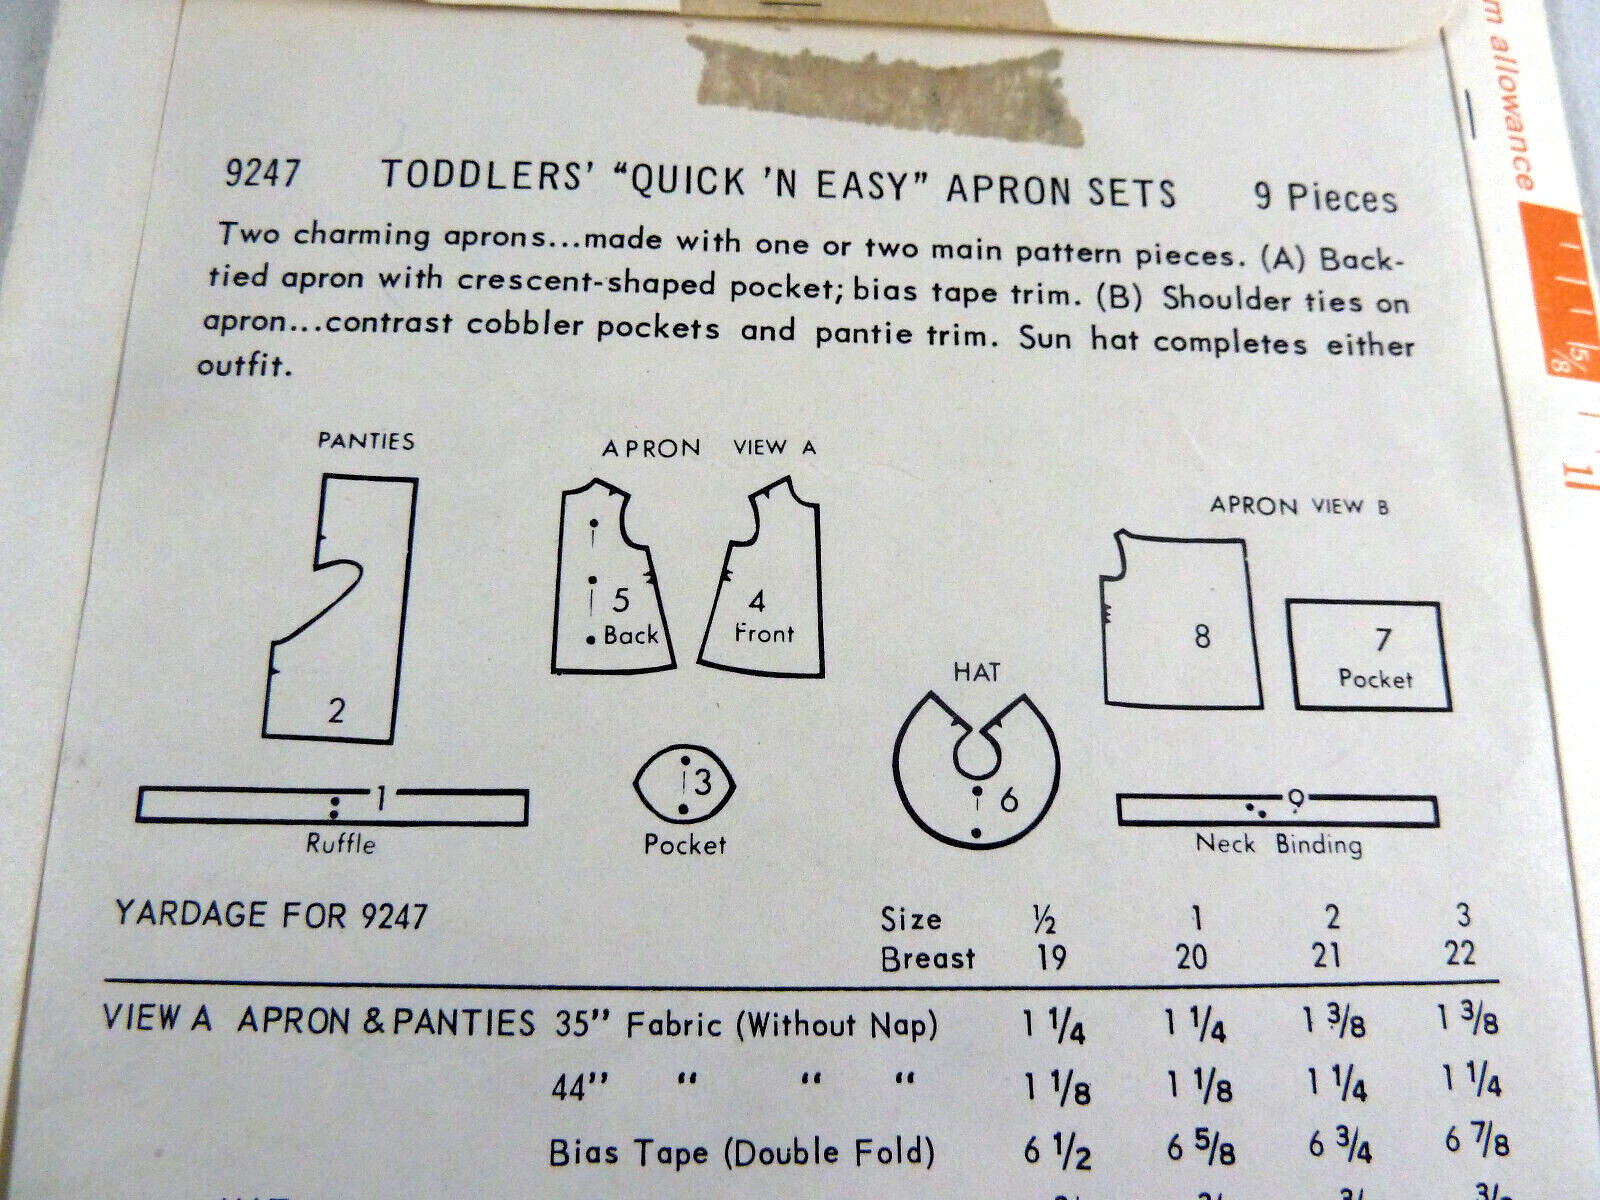 m allowance
5/8
1
9247 TODDLERS' “QUICK 'N EASY” APRON SETS 9 Pieces
Two charming aprons...made with one or two main pattern pieces. (A) Back-
tied apron with crescent-shaped pocket; bias tape trim. (B) Shoulder ties on
apron...contrast cobbler pockets and pantie trim. Sun hat completes either
outfit.
PANTIES
2
1
Ruffle
APRON VIEW A
5
Back
4
Front
3
Pocket
HAT
6
APRON VIEW B
8
7
Pocket
9
Neck Binding
YARDAGE FOR 9247 Size ½ 1 2 3
Breast 19 20 21 22
VIEW A APRON & PANTIES 35” Fabric (Without Nap) 1 1/4 1 1/4 1 3/8 1 3/8
44” “ “ “ 1 1/8 1 1/8 1 1/4 1 1/4
Bias Tape (Double Fold) 6 1/2 6 5/8 6 3/4 6 7/8